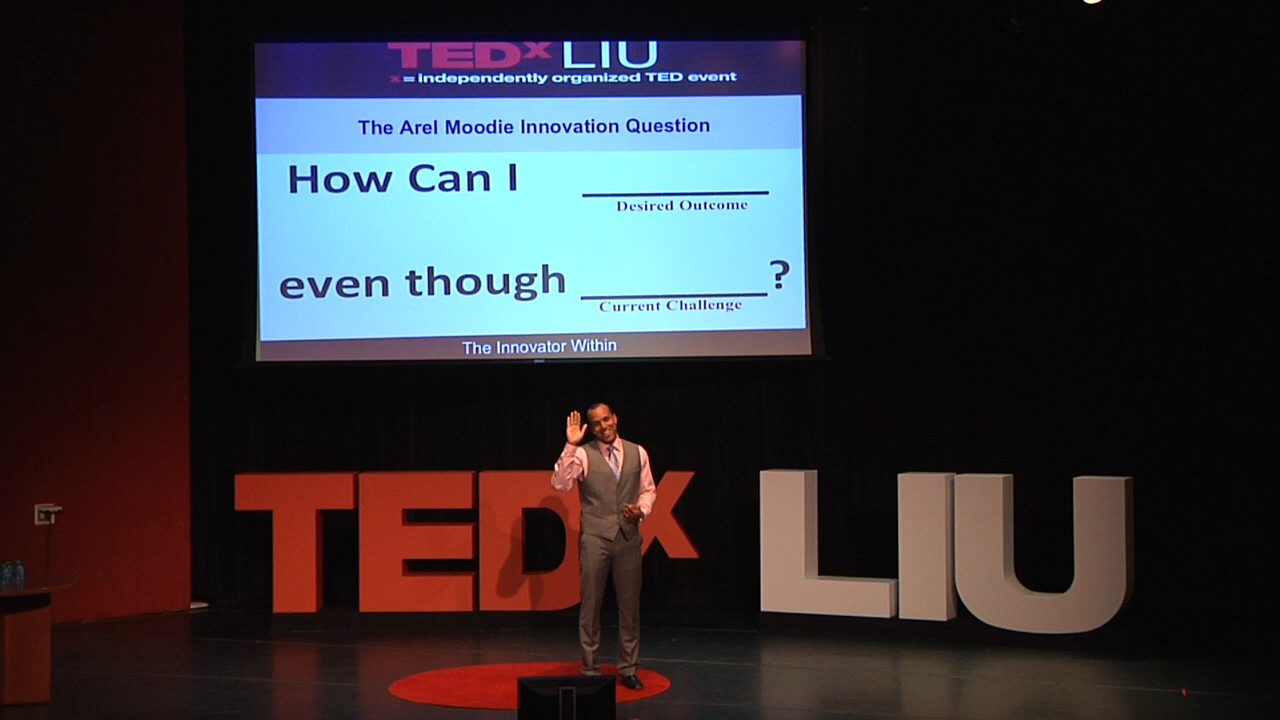 TEDx LIU
x = independently organized TED event
The Arel Moodie Innovation Question
How Can I
Desired Outcome
even though ?
Current Challenge
The Innovator Within
TEDx LIU